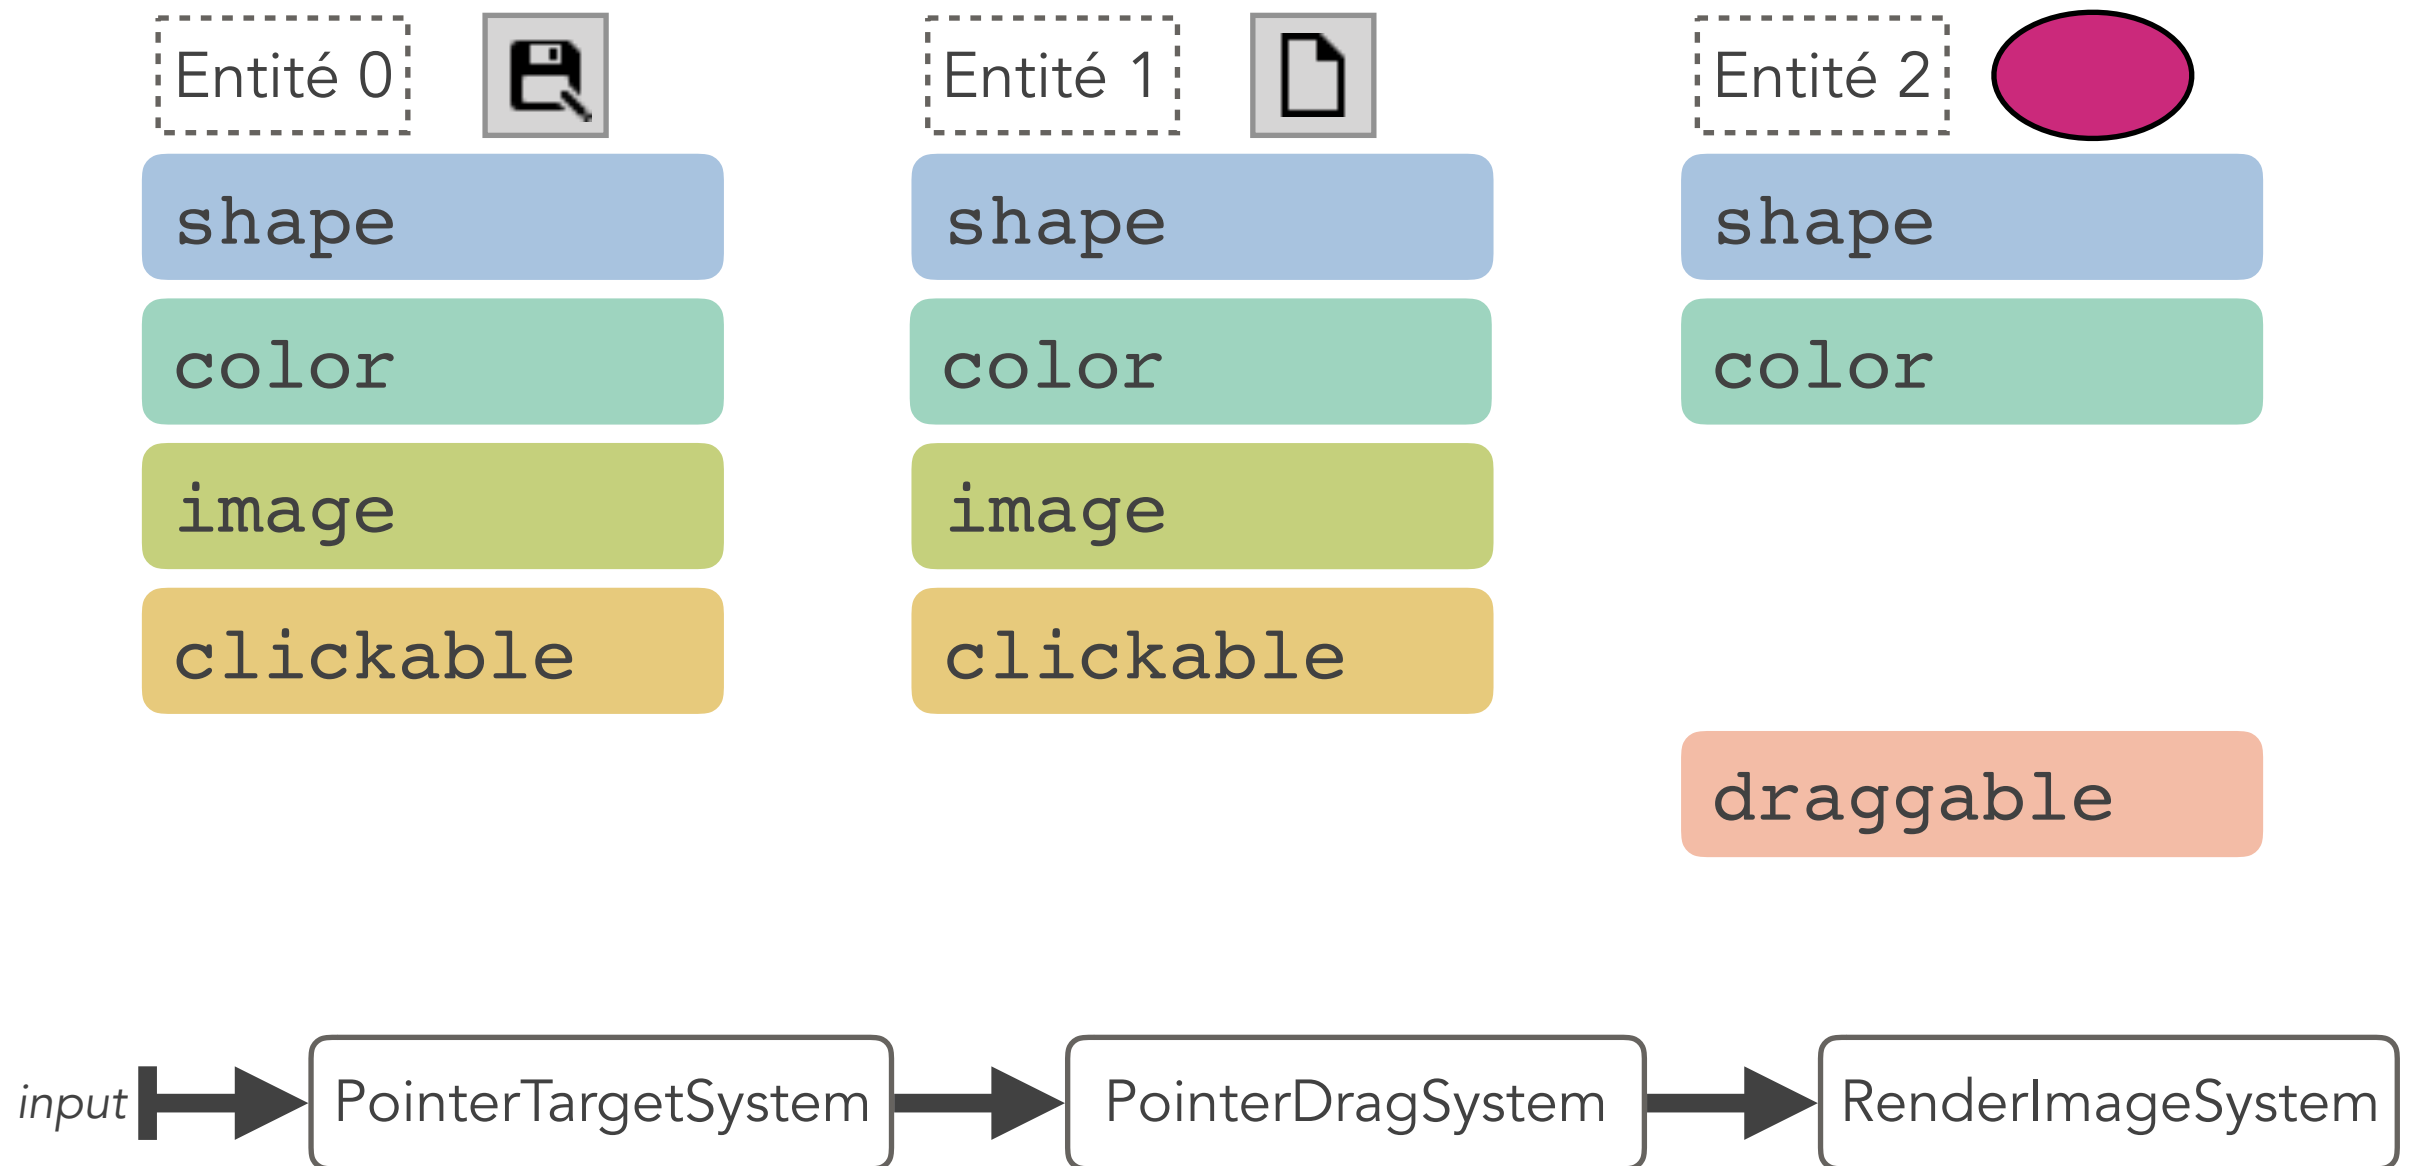 Entité 0
Entité 1
Entité 2
shape
shape
shape
color
color
color
image
image
clickable
clickable
draggable
input
PointerTargetSystem
PointerDragSystem
RenderImageSystem